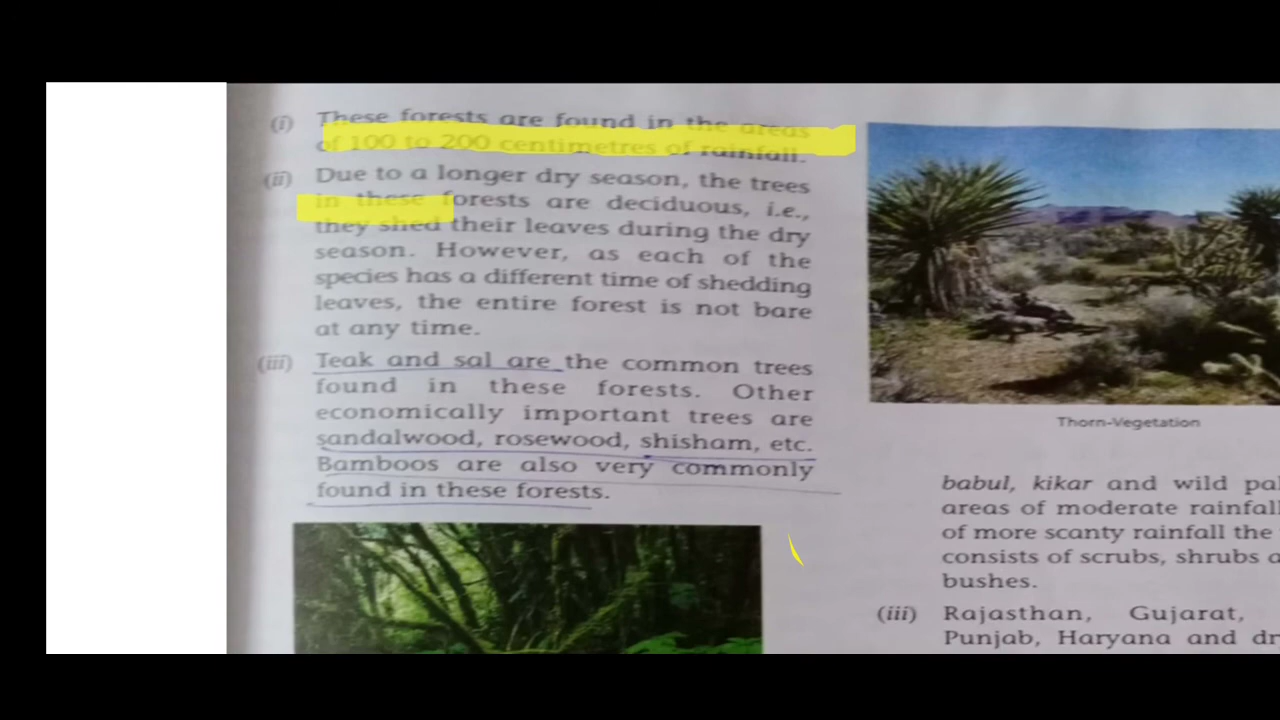 (i) These forests are found in the areas
of 100 to 200 centimetres of rainfall.
(ii) Due to a longer dry season, the trees
in these forests are deciduous, i.e.,
they shed their leaves during the dry
season. However, as each of the
species has a different time of shedding
leaves, the entire forest is not bare
at any time.
(iii) Teak and sal are the common trees
found in these forests. Other
economically important trees are
sandalwood, rosewood, shisham, etc.
Bamboos are also very commonly
found in these forests.
Thorn-Vegetation
babul, kikar and wild
areas of moderate
of more scanty rainfall the
consists of scrubs, shrubs
bushes.
(iii) Rajasthan, Gujarat,
Punjab, Haryana and